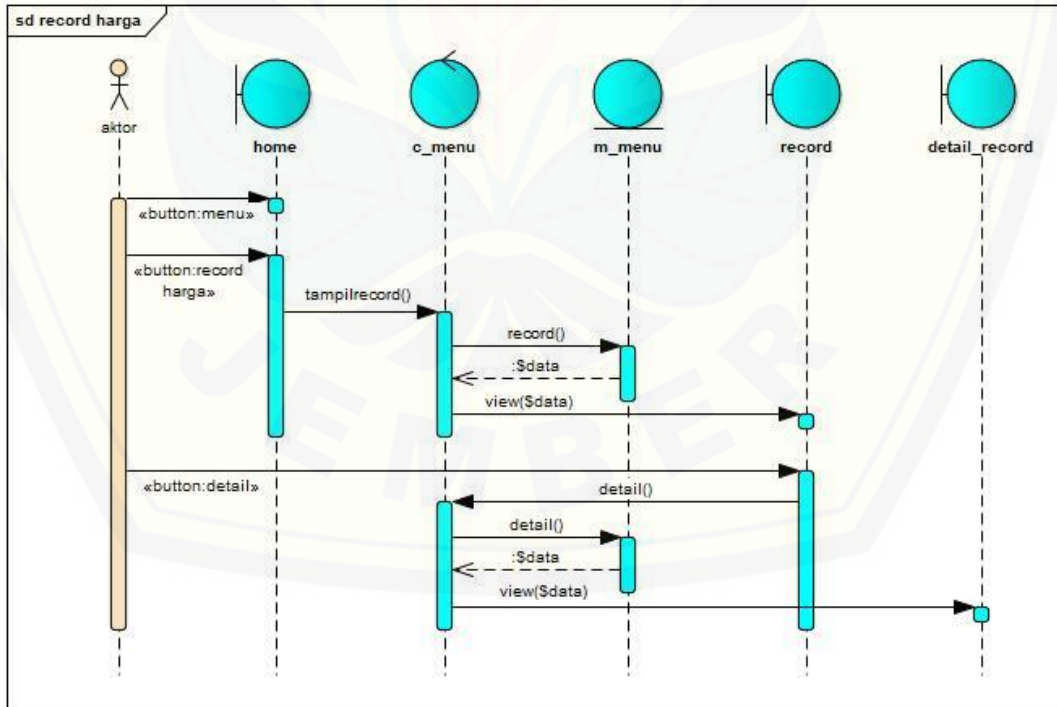 sd record harga
aktor
home
c_menu
m_menu
record
detail_record
«button:menu»
«button:record
harga»
tampilrecord()
record()
:$data
view($data)
«button:detail»
detail()
detail()
:$data
view($data)
JEMBER